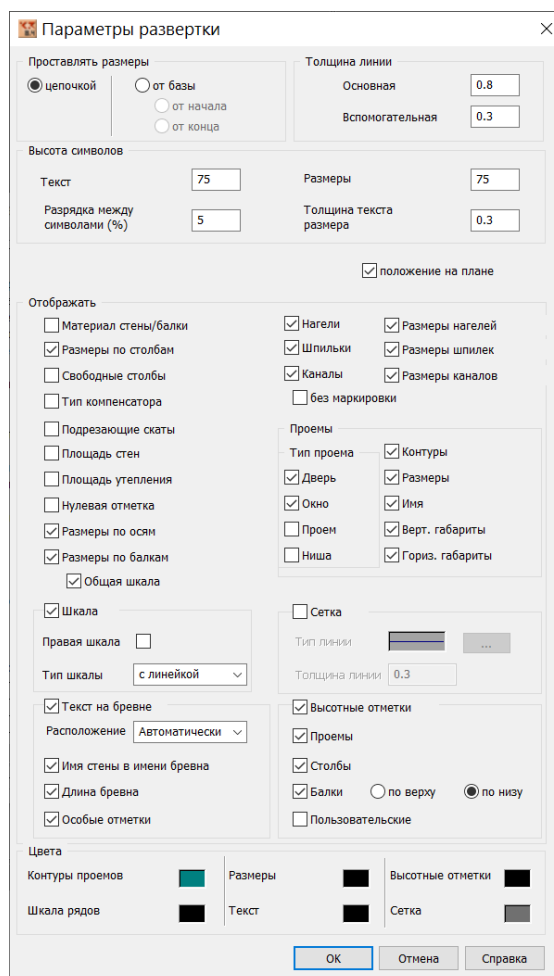 Параметры развертки
Проставлять размеры
цепочкой
от базы
от начала
от конца
Толщина линии
Основная 0.8
Вспомогательная 0.3
Высота символов
Текст 75
Размеры 75
Разрядка между
символами (%) 5
Толщина текста
размера 0.3
положение на плане
Отображать
Материал стены/балки
Размеры по столбам
Свободные столбы
Тип компенсатора
Подрезающие скаты
Площадь стен
Площадь утепления
Нулевая отметка
Размеры по осям
Размеры по балкам
Общая шкала
Нагели
Размеры нагелей
Шпильки
Размеры шпилек
Каналы
Размеры каналов
без маркировки
Проемы
Тип проема
Дверь
Окно
Проем
Ниша
Контуры
Размеры
Имя
Верт. габариты
Гориз. габариты
Шкала
Правая шкала
Тип шкалы с линейкой
Сетка
Тип линии ...
Толщина линии 0.3
Текст на бревне
Расположение Автоматически
Имя стены в имени бревна
Длина бревна
Особые отметки
Высотные отметки
Проемы
Столбы
Балки по верху по низу
Пользовательские
Цвета
Контуры проемов Размеры Высотные отметки
Шкала рядов Текст Сетка
ОК Отмена Справка